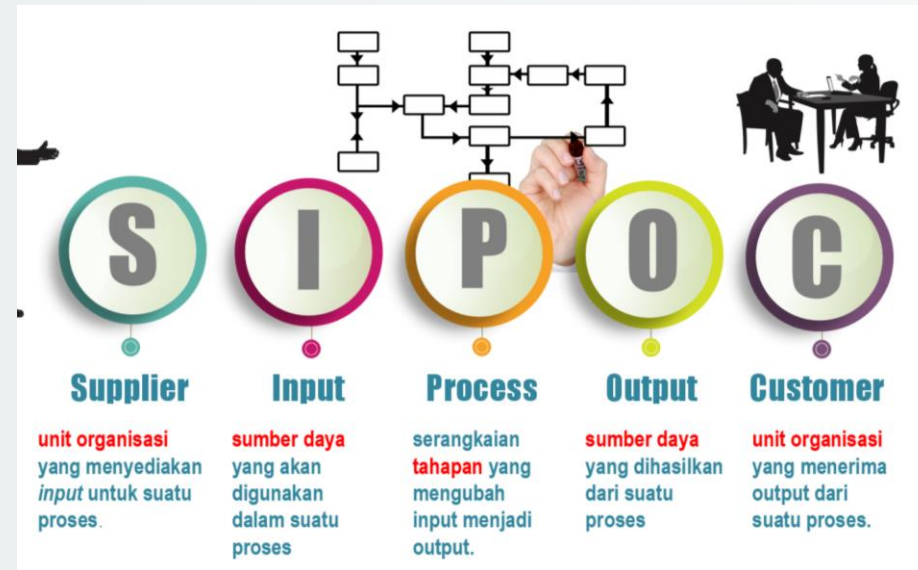 S I P O C
Supplier
unit organisasi
yang menyediakan
input untuk suatu
proses.
Input
sumber daya
yang akan
digunakan
dalam suatu
proses
Process
serangkaian
tahapan yang
mengubah
input menjadi
output.
Output
sumber daya
yang dihasilkan
dari suatu
proses
Customer
unit organisasi
yang menerima
output dari
suatu proses.